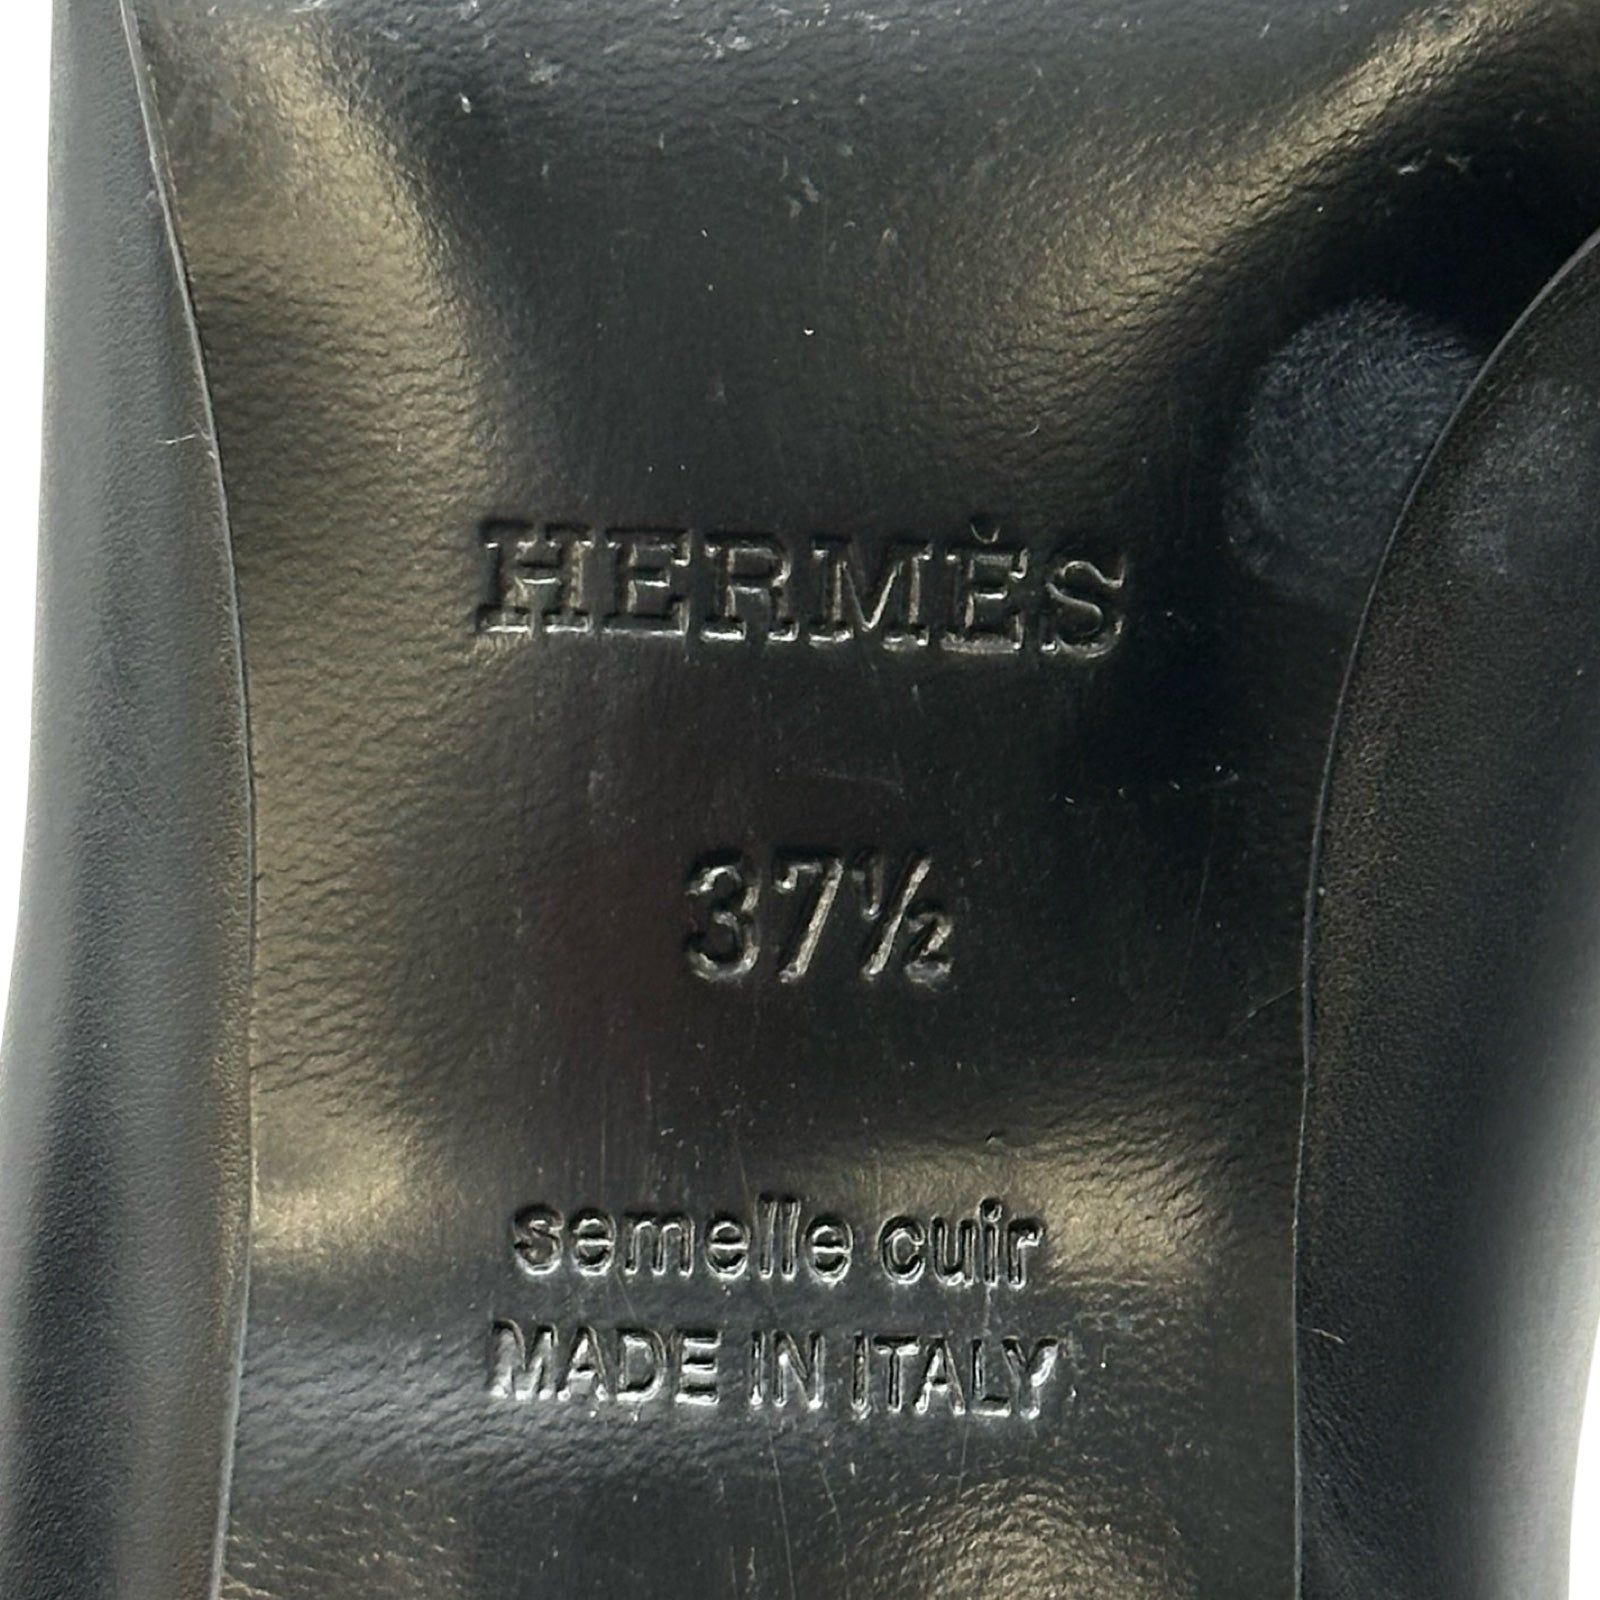 HERMÈS
37½
semelle cuir
MADE IN ITALY